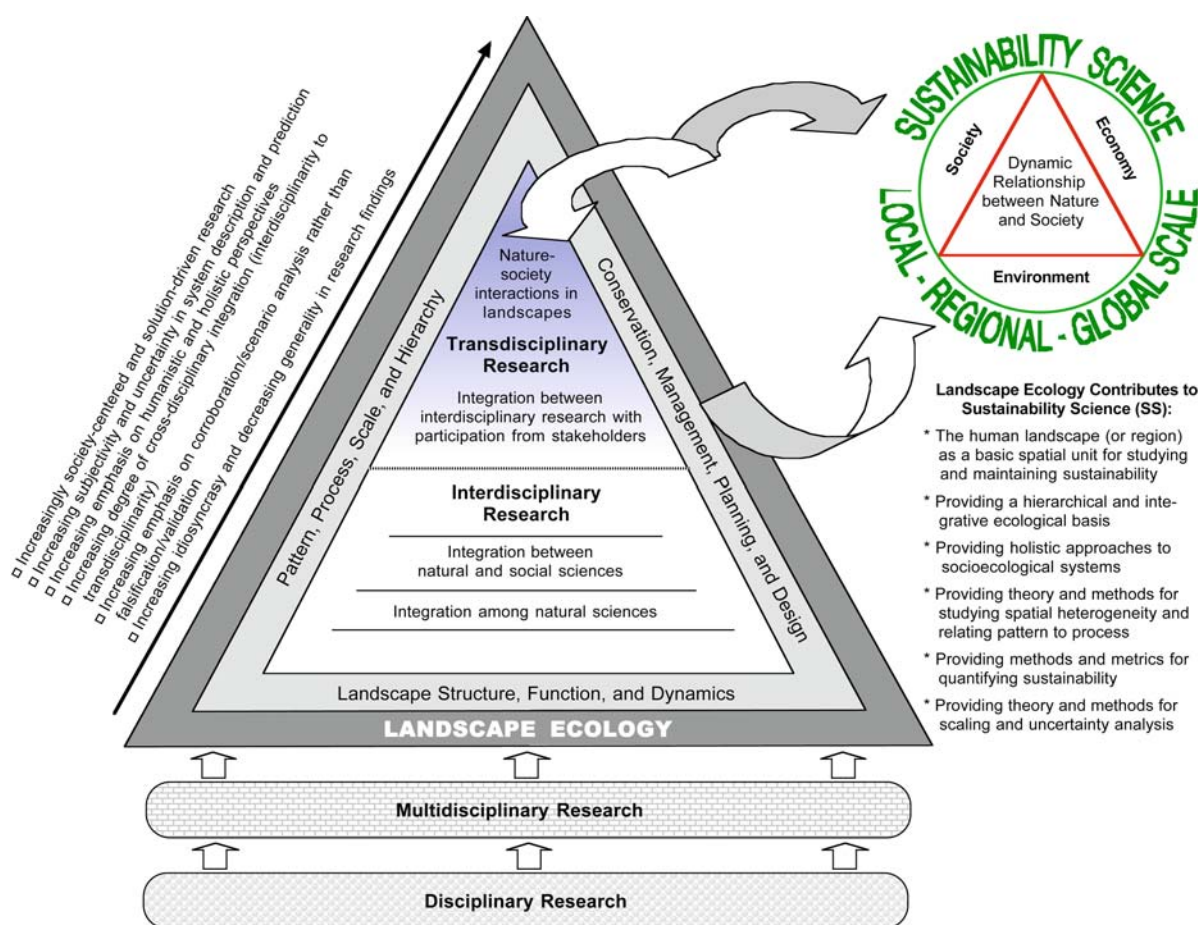 □ Increasingly society-centered and solution-driven research
□ Increasing subjectivity and uncertainty in system description and prediction
□ Increasing emphasis on humanistic and holistic perspectives
□ Increasing degree of cross-disciplinary integration (interdisciplinarity to
transdisciplinarity)
□ Increasing emphasis on corroboration/scenario analysis rather than
falsification/validation
□ Increasing idiosyncrasy and decreasing generality in research findings
Pattern, Process, Scale, and Hierarchy
Conservation, Management, Planning, and Design
Nature-
society
interactions in
landscapes
Transdisciplinary
Research
Integration between
interdisciplinary research with
participation from stakeholders
Interdisciplinary
Research
Integration between
natural and social sciences
Integration among natural sciences
Landscape Structure, Function, and Dynamics
LANDSCAPE ECOLOGY
Multidisciplinary Research
Disciplinary Research
SUSTAINABILITY SCIENCE
Society
Economy
Dynamic
Relationship
between Nature
and Society
Environment
LOCAL - REGIONAL - GLOBAL SCALE
Landscape Ecology Contributes to
Sustainability Science (SS):
* The human landscape (or region)
as a basic spatial unit for studying
and maintaining sustainability
* Providing a hierarchical and inte-
grative ecological basis
* Providing holistic approaches to
socioecological systems
* Providing theory and methods for
studying spatial heterogeneity and
relating pattern to process
* Providing methods and metrics for
quantifying sustainability
* Providing theory and methods for
scaling and uncertainty analysis